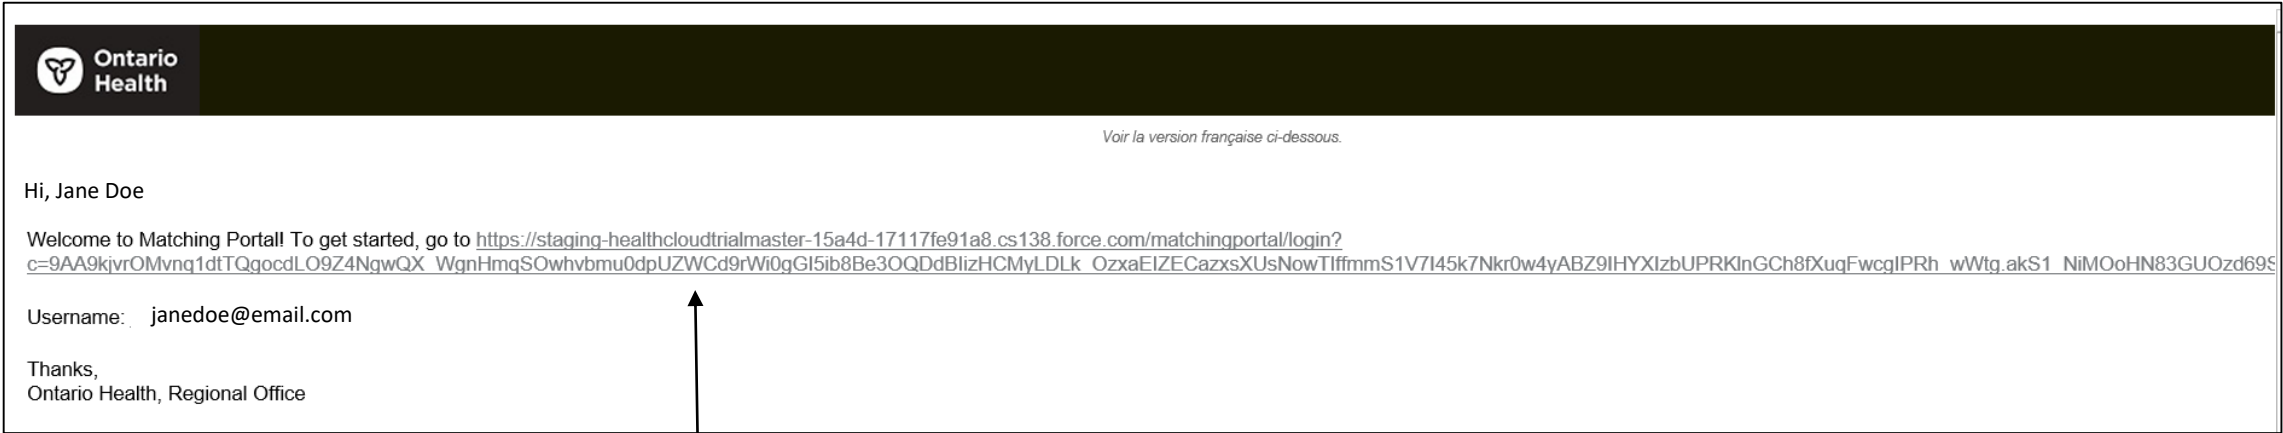 Ontario
Health
Voir la version française ci-dessous.
Hi, Jane Doe
Welcome to Matching Portal! To get started, go to https://staging-healthcloudtrialmaster-15a4d-17117fe91a8.cs138.force.com/matchingportal/login?
c=9AA9kjvrOMvnq1dtTQgocdLO9Z4NgwQX_WgnHmqSOwhvbmu0dpUZWCd9rWi0gGI5ib8Be3OQDdBIizHCMyLDLk_OzxaEIZECazxsXUsNowTIffmmS1V7I45k7Nkr0w4yABZ9IHYXIzbUPRKInGCh8fXuqFwcgIPRh_wWtg.akS1_NiMOoHN83GUOzd69S
Username: janedoe@email.com
Thanks,
Ontario Health, Regional Office